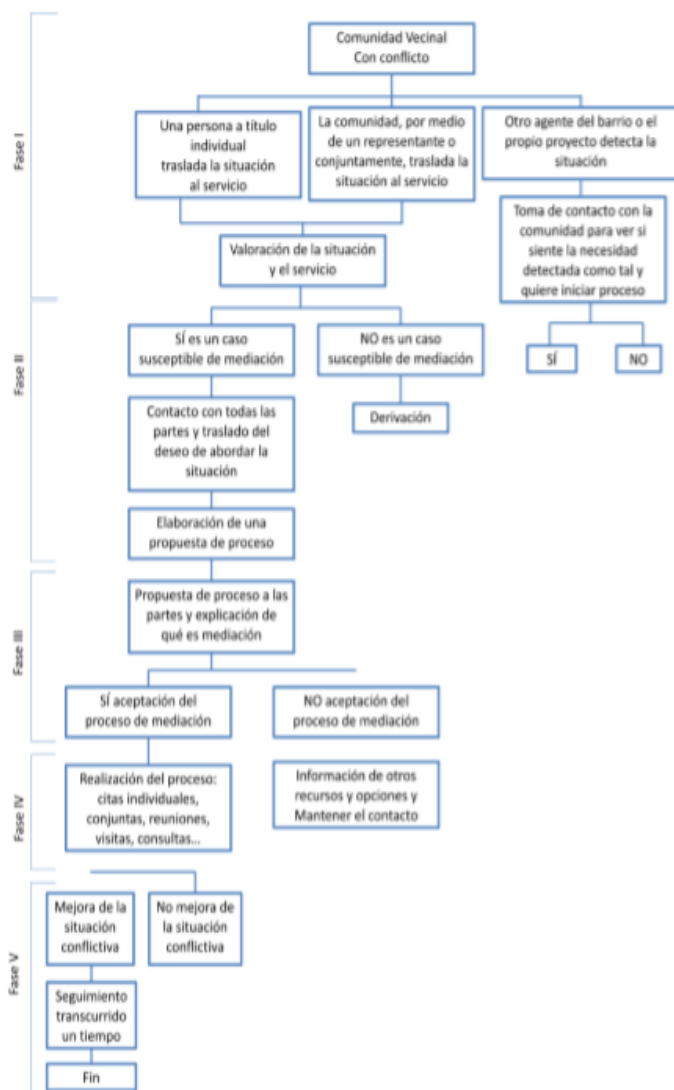 Comunidad Vecinal
Con conflicto
Fase I
Una persona a título
individual
traslada la situación
al servicio
La comunidad, por medio
de un representante o
conjuntamente, traslada la
situación al servicio
Otro agente del barrio o el
propio proyecto detecta la
situación
Toma de contacto con la
comunidad para ver si
siente la necesidad
detectada como tal y
quiere iniciar proceso
Valoración de la situación
y el servicio
Fase II
SÍ es un caso
susceptible de mediación
NO es un caso
susceptible de mediación
SÍ
NO
Contacto con todas las
partes y traslado del
deseo de abordar la
situación
Derivación
Elaboración de una
propuesta de proceso
Fase III
Propuesta de proceso a las
partes y explicación de
qué es mediación
SÍ aceptación del
proceso de mediación
NO aceptación del
proceso de mediación
Fase IV
Realización del proceso:
citas individuales,
conjuntas, reuniones,
visitas, consultas...
Información de otros
recursos y opciones y
Mantener el contacto
Fase V
Mejora de la
situación
conflictiva
No mejora de
la situación
conflictiva
Seguimiento
transcurrido
un tiempo
Fin